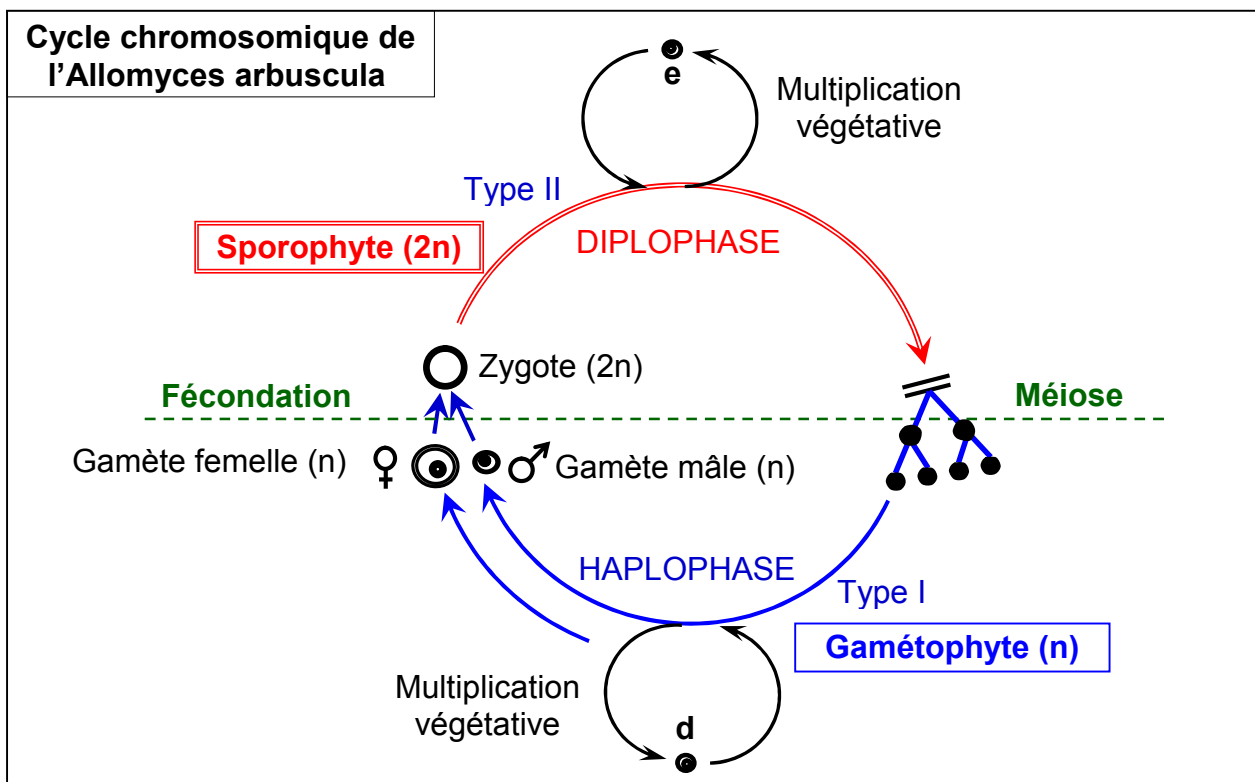 Cycle chromosomique de
l’Allomyces arbuscula
e
Multiplication
végétative
Type II
Sporophyte (2n)
DIPLOPHASE
Zygote (2n)
Fécondation
Méiose
Gamète femelle (n)
♀
♂
Gamète mâle (n)
HAPLOPHASE
Type I
Gamétophyte (n)
Multiplication
végétative
d